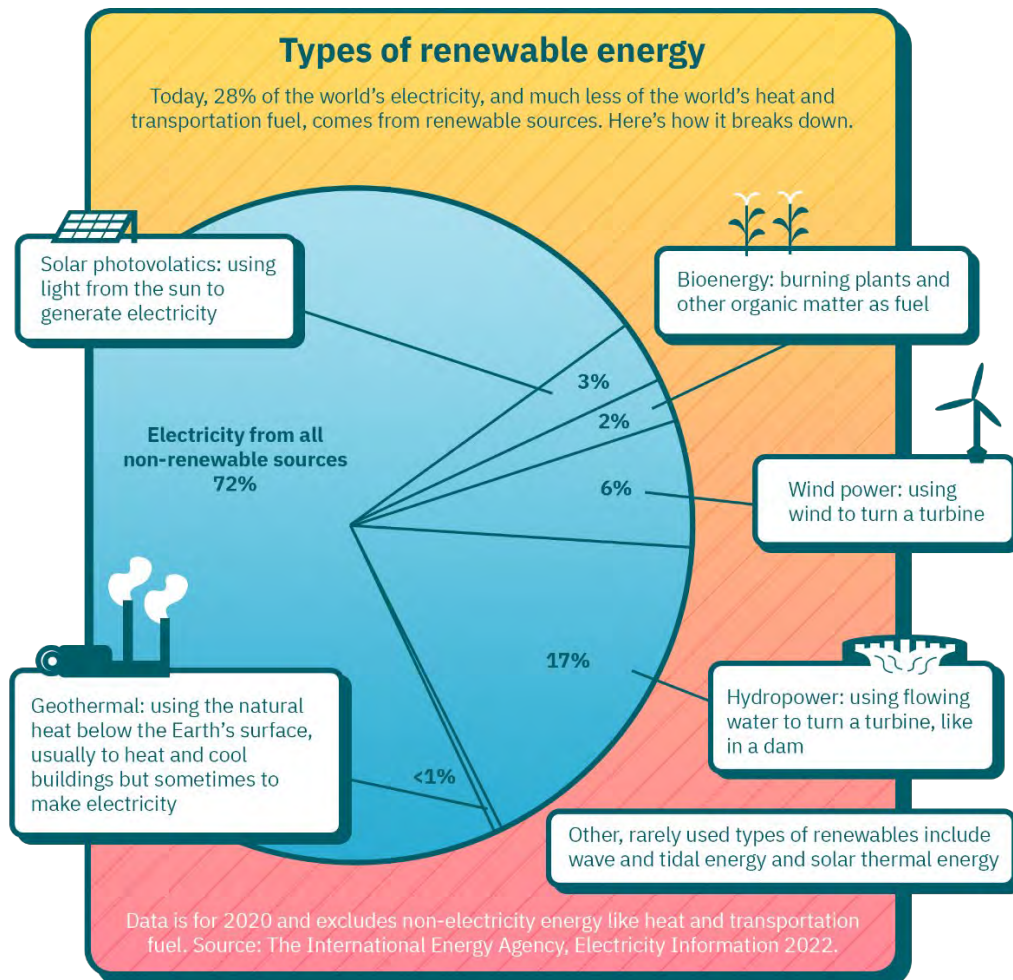 Types of renewable energy
Today, 28% of the world's electricity, and much less of the world's heat and
transportation fuel, comes from renewable sources. Here's how it breaks down.
Solar photovolatics: using
light from the sun to
generate electricity
Bioenergy: burning plants and
other organic matter as fuel
3%
2%
Electricity from all
non-renewable sources
72%
6%
Wind power: using
wind to turn a turbine
17%
Hydropower: using flowing
water to turn a turbine, like
in a dam
Geothermal: using the natural
heat below the Earth's surface,
usually to heat and cool
buildings but sometimes to
make electricity
<1%
Other, rarely used types of renewables include
wave and tidal energy and solar thermal energy
Data is for 2020 and excludes non-electricity energy like heat and transportation
fuel. Source: The International Energy Agency, Electricity Information 2022.